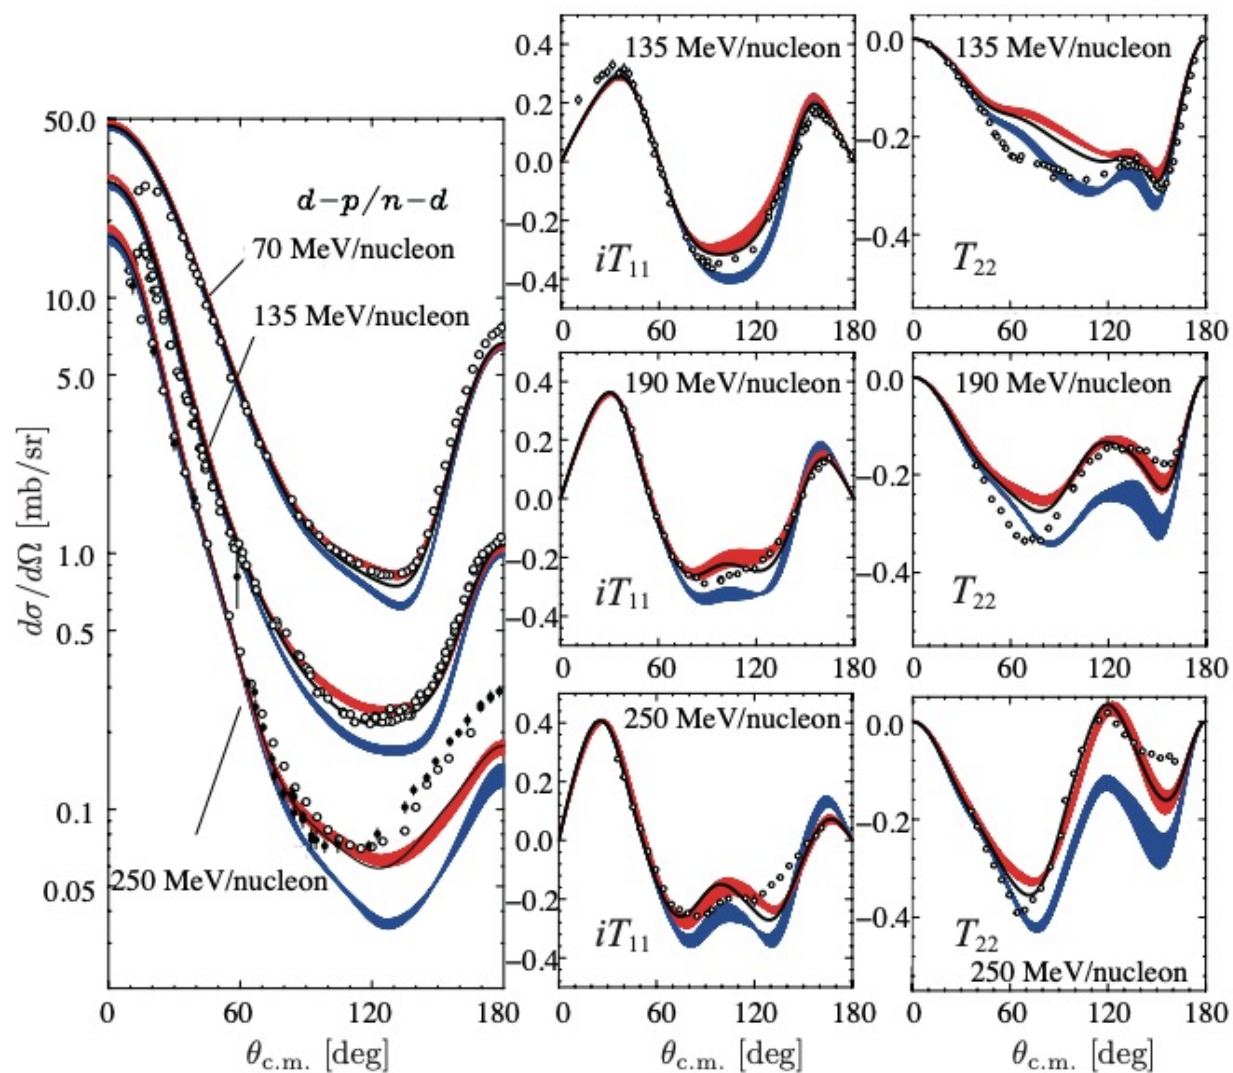 50.0
10.0
5.0
1.0
0.5
0.1
0.05
dσ/dΩ [mb/sr]
d−p/n−d
70 MeV/nucleon
135 MeV/nucleon
250 MeV/nucleon
0 60 120 180
θc.m. [deg]
0.4
0.2
0.0
−0.2
−0.4
135 MeV/nucleon
iT11
0 60 120 180
0.0
−0.2
−0.4
135 MeV/nucleon
T22
0 60 120 180
0.4
0.2
0.0
−0.2
−0.4
190 MeV/nucleon
iT11
0 60 120 180
0.0
−0.2
−0.4
190 MeV/nucleon
T22
0 60 120 180
0.4
0.2
0.0
−0.2
−0.4
250 MeV/nucleon
iT11
0 60 120 180
θc.m. [deg]
0.0
−0.2
−0.4
T22
250 MeV/nucleon
0 60 120 180
θc.m. [deg]